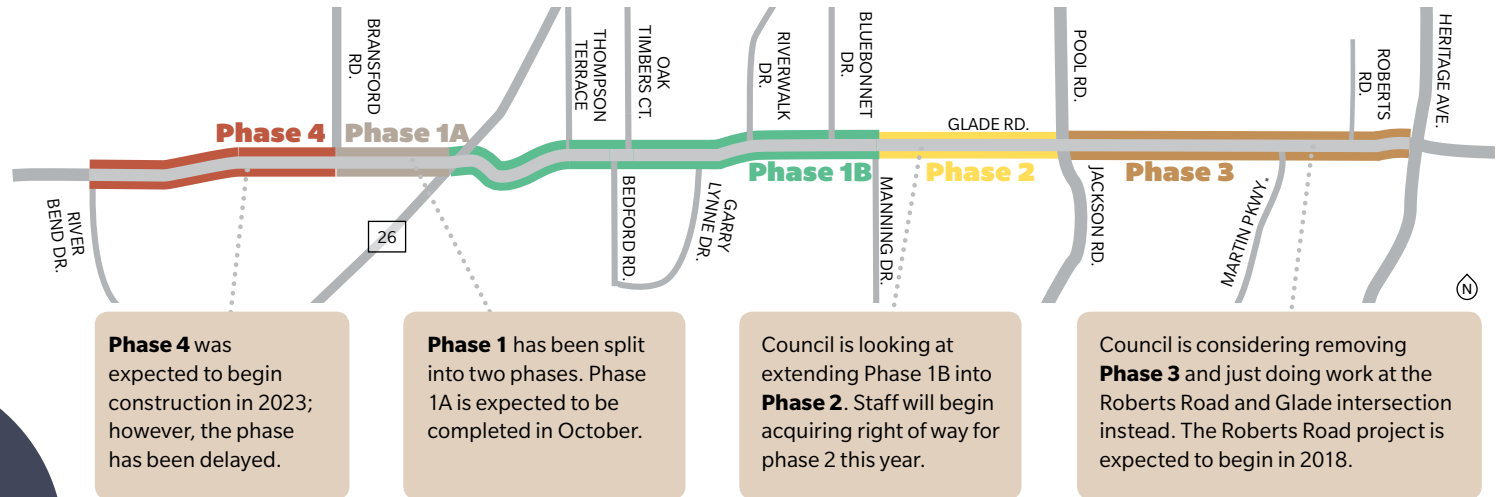 BRANSFORD
RD.
THOMPSON
TERRACE
OAK
TIMBERS CT.
RIVERWALK
DR.
BLUEBONNET
DR.
POOL RD.
ROBERTS
RD.
HERITAGE AVE.
Phase 4
Phase 1A
GLADE RD.
Phase 1B
Phase 2
Phase 3
RIVER
BEND DR.
26
BEDFORD RD.
GARRY
LYNNE DR.
MANNING DR.
JACKSON RD.
MARTIN PKWY.
N
Phase 4 was
expected to begin
construction in 2023;
however, the phase
has been delayed.
Phase 1 has been split
into two phases. Phase
1A is expected to be
completed in October.
Council is looking at
extending Phase 1B into
Phase 2. Staff will begin
acquiring right of way for
phase 2 this year.
Council is considering removing
Phase 3 and just doing work at the
Roberts Road and Glade intersection
instead. The Roberts Road project is
expected to begin in 2018.